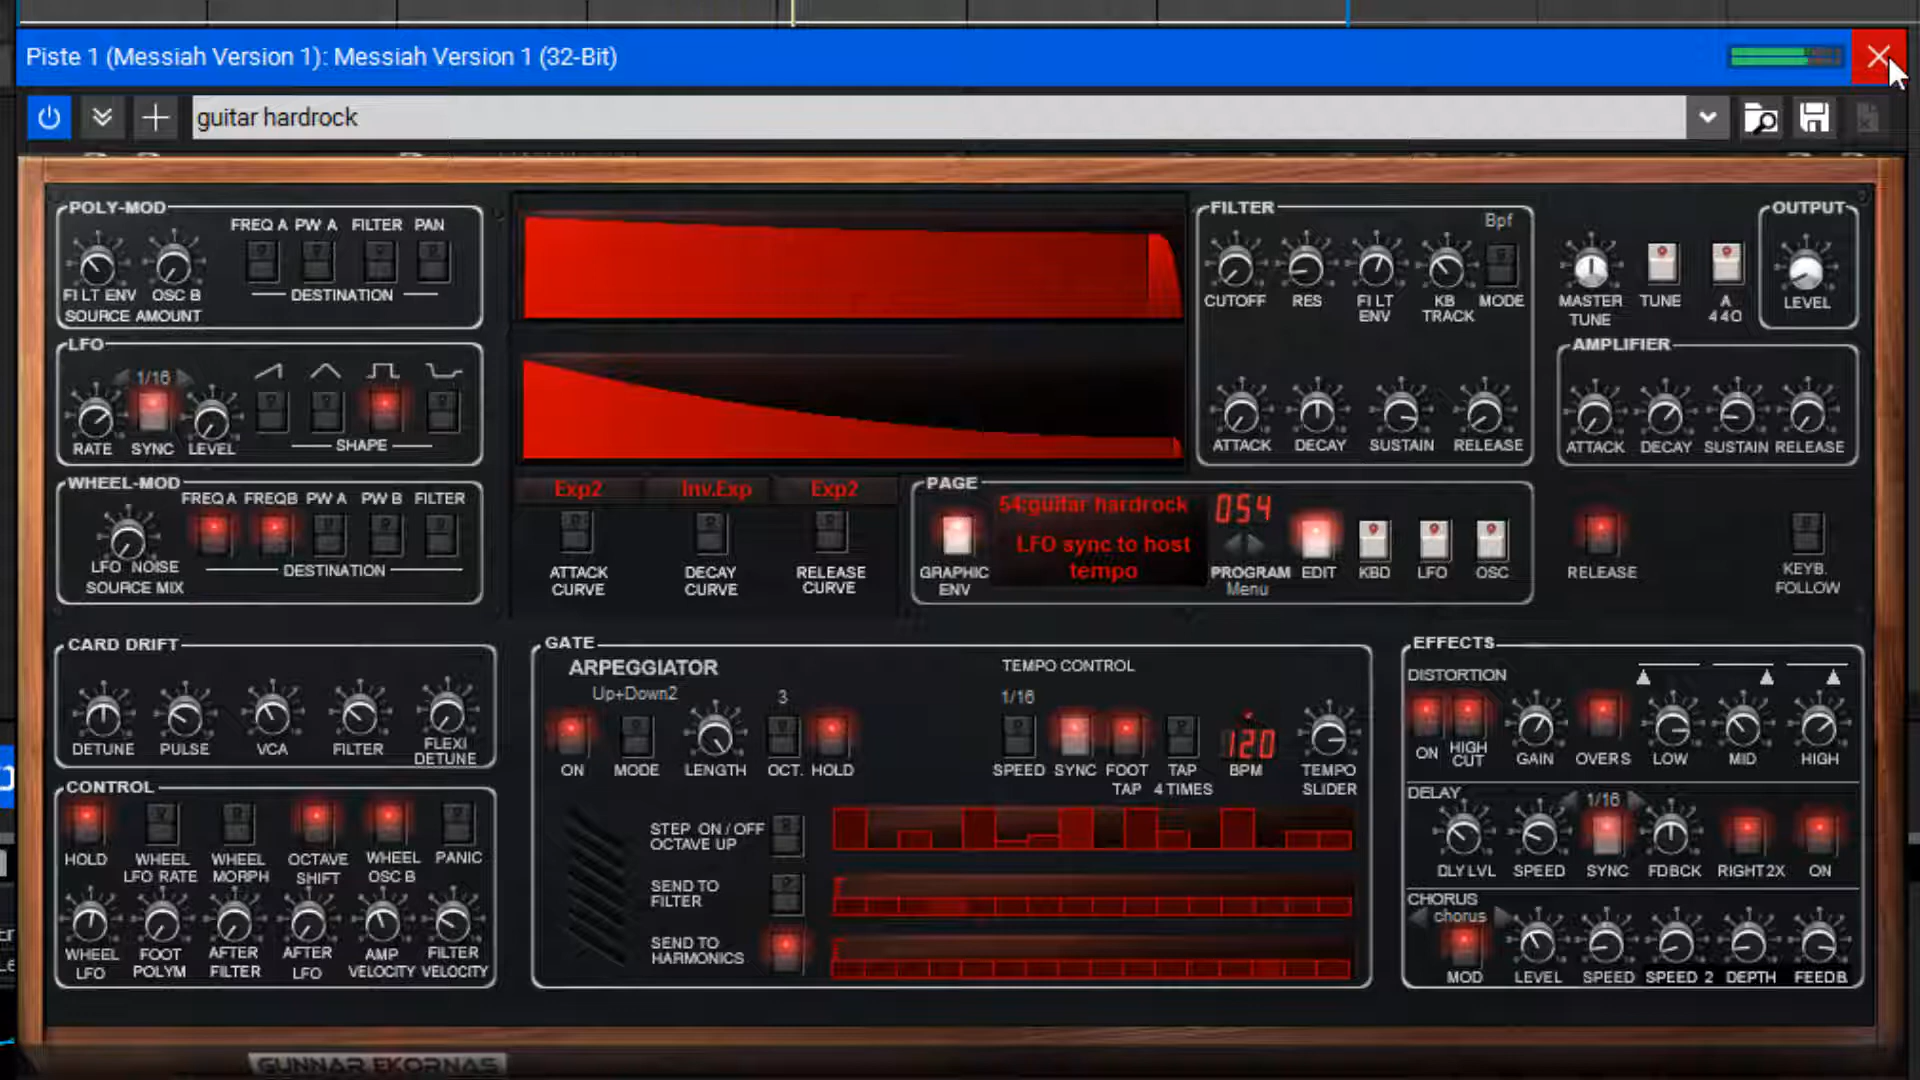 Piste 1 (Messiah Version 1): Messiah Version 1 (32-Bit)
guitar hardrock
POLY-MOD
FREQ A PW A FILTER PAN
FILT ENV OSC B
DESTINATION
SOURCE AMOUNT
LFO
1/16
RATE SYNC LEVEL SHAPE
WHEEL-MOD
FREQA FREQB PW A PW B FILTER
LFO NOISE
SOURCE MIX
DESTINATION
Exp2 Inv.Exp Exp2
ATTACK CURVE
DECAY CURVE
RELEASE CURVE
FILTER
Bpf
CUTOFF RES FILT ENV KB TRACK MODE
ATTACK DECAY SUSTAIN RELEASE
MASTER TUNE
TUNE
A 440
OUTPUT
LEVEL
AMPLIFIER
ATTACK DECAY SUSTAIN RELEASE
PAGE
54:guitar hardrock
LFO sync to host
tempo
054
GRAPHIC ENV
PROGRAM
Menu
EDIT KBD LFO OSC
RELEASE
KEYB. FOLLOW
CARD DRIFT
DETUNE PULSE VCA FILTER FLEXI DETUNE
CONTROL
HOLD
WHEEL LFO RATE
WHEEL MORPH
OCTAVE SHIFT
WHEEL OSC B
PANIC
WHEEL LFO
FOOT POLYM
AFTER FILTER
AFTER LFO
AMP VELOCITY
FILTER VELOCITY
GATE
ARPEGGIATOR
Up+Down2
3
ON MODE LENGTH OCT. HOLD
TEMPO CONTROL
1/16
120
SPEED SYNC FOOT TAP
TAP 4 TIMES
BPM
TEMPO SLIDER
STEP ON/OFF
OCTAVE UP
SEND TO
FILTER
SEND TO
HARMONICS
EFFECTS
DISTORTION
ON HIGH CUT GAIN OVERS LOW MID HIGH
DELAY
1/16
DLY LVL SPEED SYNC FDBCK RIGHT2X ON
CHORUS
chorus
MOD LEVEL SPEED SPEED 2 DEPTH FEEDB
GUNNAR EKORNAS